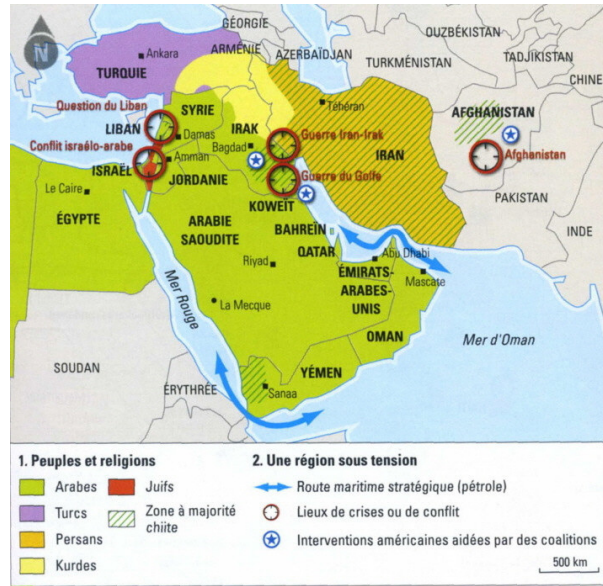 N
GÉORGIE
OUZBÉKISTAN
ARMÉNIE
AZERBAÏDJAN
TURKMÉNISTAN
TADJIKISTAN
CHINE
Ankara
TURQUIE
Question du Liban
SYRIE
LIBAN
Damas
Conflit israélo-arabe
ISRAËL
Amman
JORDANIE
IRAK
Bagdad
Téhéran
Guerre Iran-Irak
IRAN
AFGHANISTAN
Afghanistan
Guerre du Golfe
KOWEÏT
PAKISTAN
INDE
Le Caire
ÉGYPTE
ARABIE
SAOUDITE
BAHREÏN
QATAR
Abu Dhabi
ÉMIRATS-
ARABES-
UNIS
Riyad
Mascate
Mer Rouge
La Mecque
OMAN
Mer d'Oman
SOUDAN
ÉRYTHRÉE
YÉMEN
Sanaa
1. Peuples et religions
Arabes
Juifs
Turcs
Zone à majorité
chiite
Persans
Kurdes
2. Une région sous tension
Route maritime stratégique (pétrole)
Lieux de crises ou de conflit
Interventions américaines aidées par des coalitions
500 km